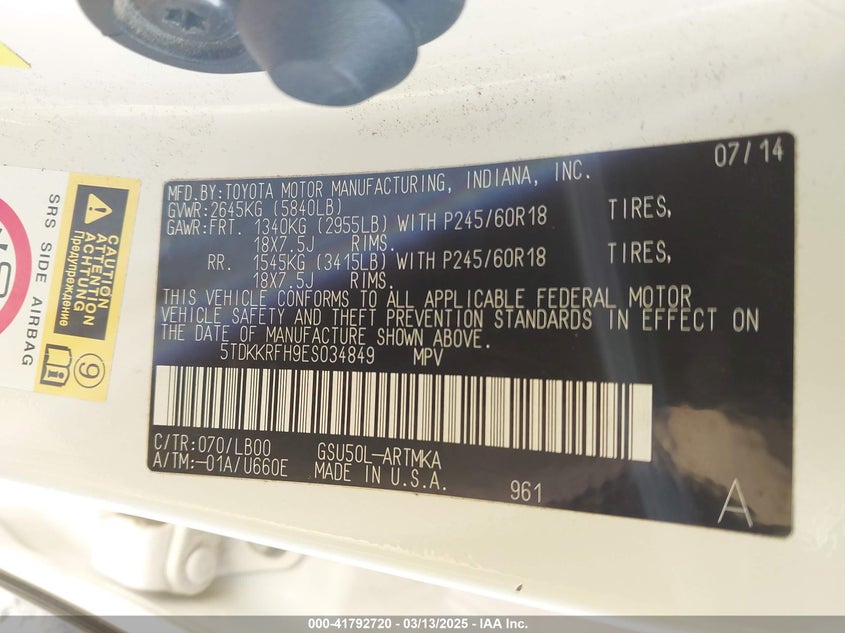 07/14
MFD.BY:TOYOTA MOTOR MANUFACTURING, INDIANA, INC.
GVWR:2645KG (5840LB)
GAWR:FRT. 1340KG (2955LB) WITH P245/60R18 TIRES,
18X7.5J RIMS.
RR. 1545KG (3415LB) WITH P245/60R18 TIRES,
18X7.5J RIMS.
THIS VEHICLE CONFORMS TO ALL APPLICABLE FEDERAL MOTOR
VEHICLE SAFETY AND THEFT PREVENTION STANDARDS IN EFFECT ON
THE DATE OF MANUFACTURE SHOWN ABOVE.
5TDKKRFH9ES034849 MPV
C/TR:070/LB00 GSU50L-ARTMKA
A/TM:-01A/U660E MADE IN U.S.A.
961
A
SRS SIDE AIRBAG
CAUTION
ATTENTION
ACHTUNG
Предупреждение
9
000-41792720 - 03/13/2025 - IAA Inc.